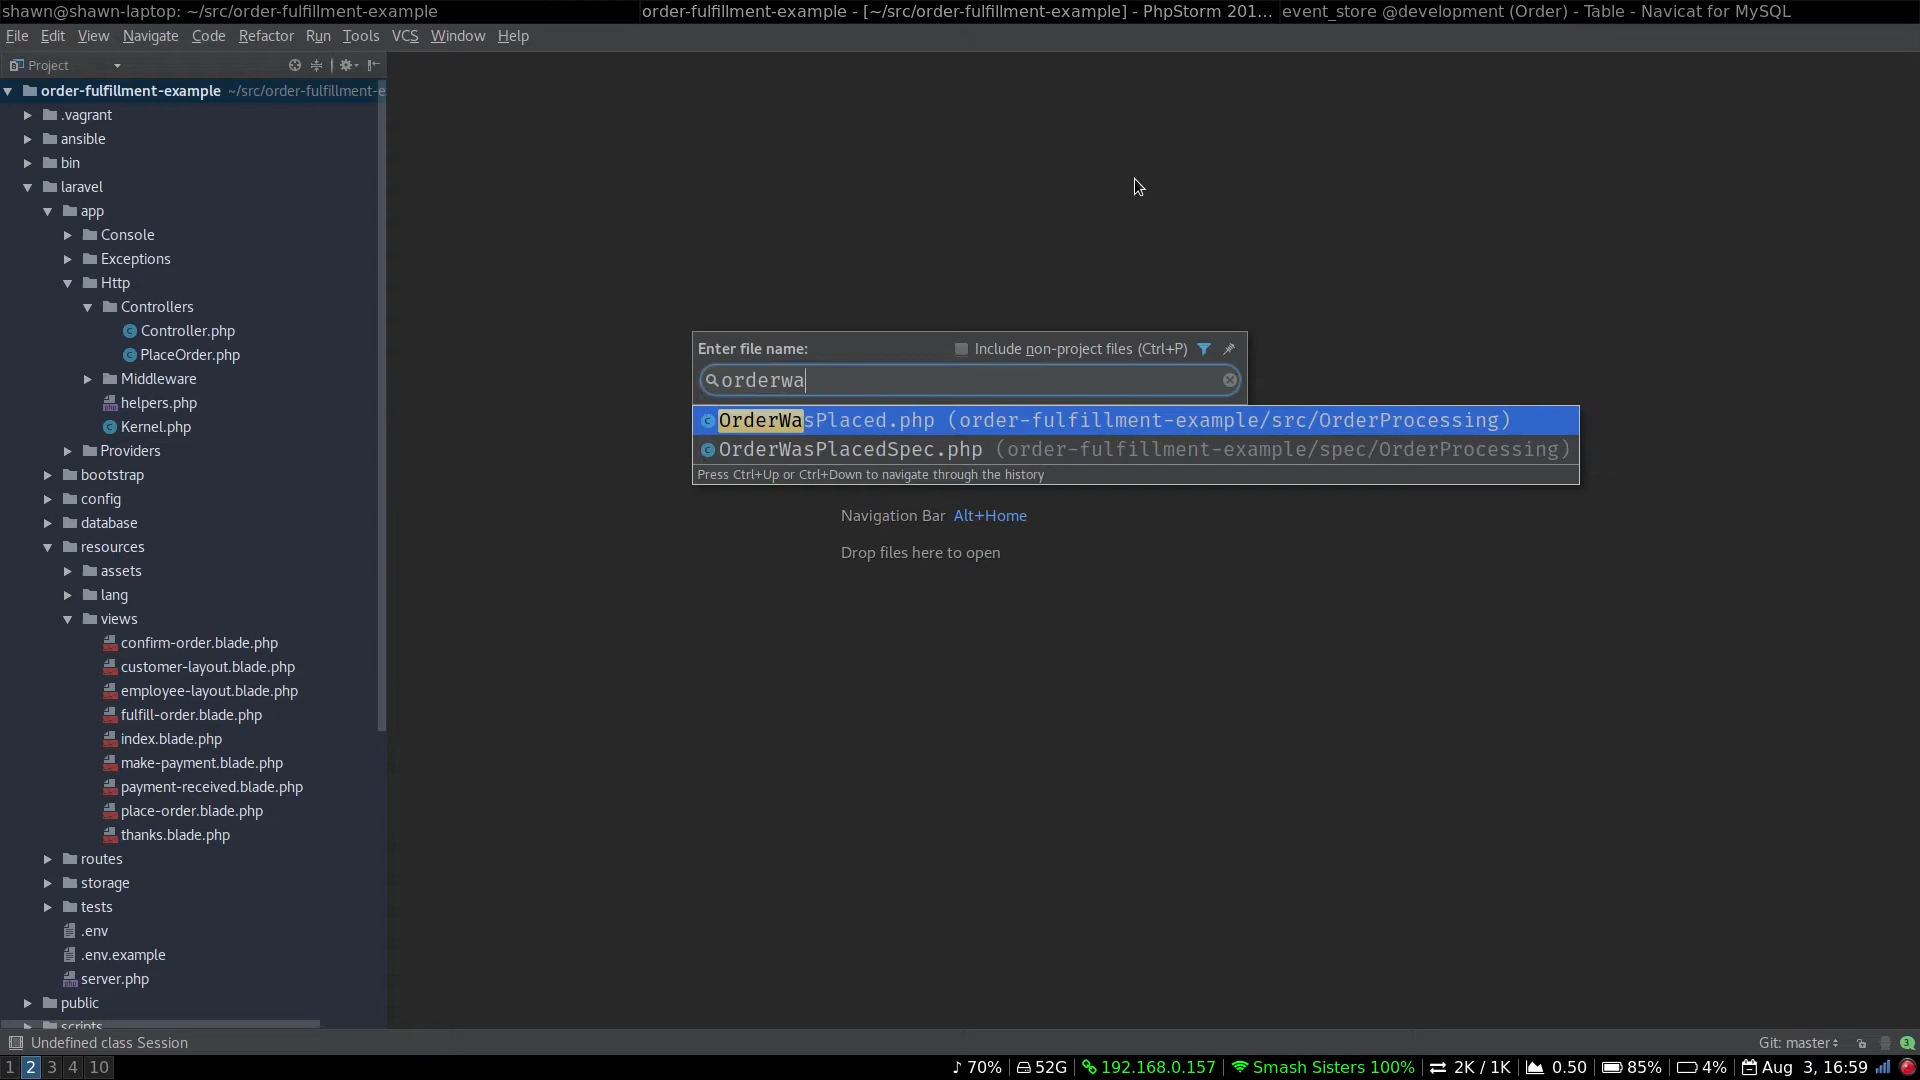 shawn@shawn-laptop: ~/src/order-fulfillment-example
order-fulfillment-example - [~/src/order-fulfillment-example] - PhpStorm 201...
event_store @development (Order) - Table - Navicat for MySQL
File Edit View Navigate Code Refactor Run Tools VCS Window Help
Project
order-fulfillment-example ~/src/order-fulfillment-e
.vagrant
ansible
bin
laravel
app
Console
Exceptions
Http
Controllers
Controller.php
PlaceOrder.php
Middleware
helpers.php
Kernel.php
Providers
bootstrap
config
database
resources
assets
lang
views
confirm-order.blade.php
customer-layout.blade.php
employee-layout.blade.php
fulfill-order.blade.php
index.blade.php
make-payment.blade.php
payment-received.blade.php
place-order.blade.php
thanks.blade.php
routes
storage
tests
.env
.env.example
server.php
public
scripts
Enter file name: Include non-project files (Ctrl+P)
orderwa
OrderWasPlaced.php (order-fulfillment-example/src/OrderProcessing)
OrderWasPlacedSpec.php (order-fulfillment-example/spec/OrderProcessing)
Press Ctrl+Up or Ctrl+Down to navigate through the history
Navigation Bar Alt+Home
Drop files here to open
Undefined class Session
Git: master
3
1 2 3 4 10
70% 52G 192.168.0.157 Smash Sisters 100% 2K / 1K 0.50 85% 4% Aug 3, 16:59